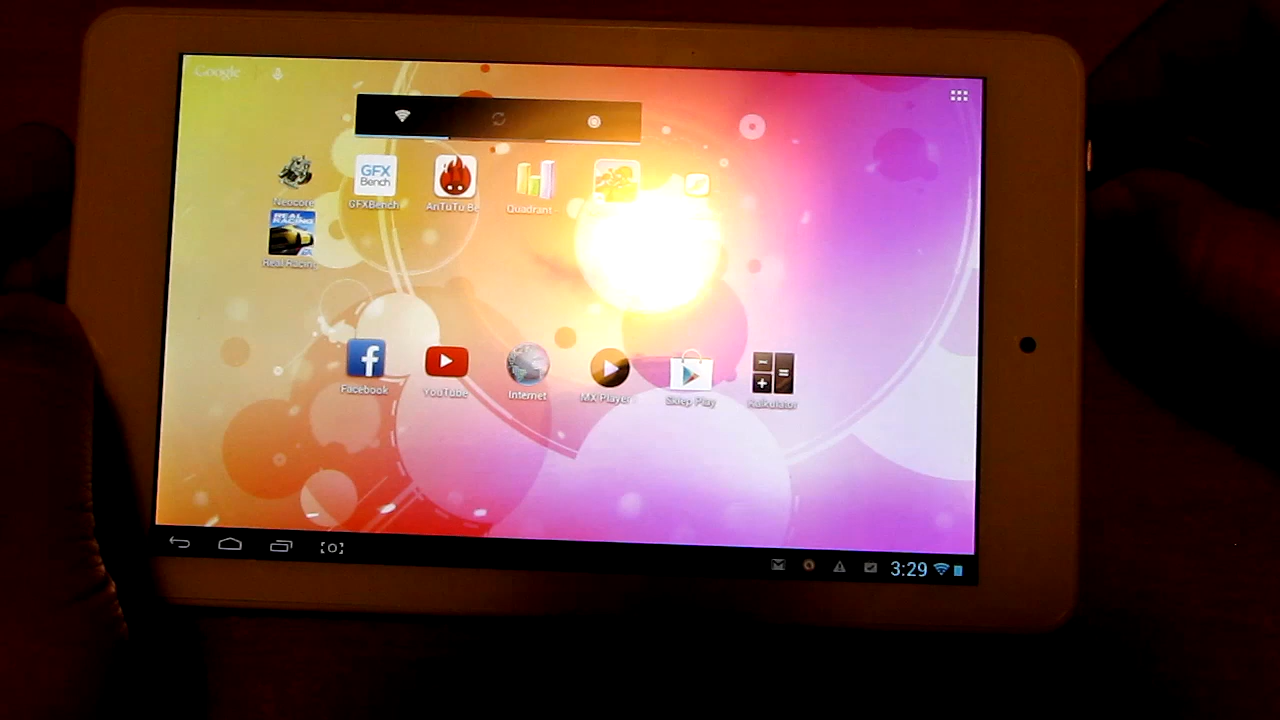 Google
Neocore
GFX
Bench
GFXBench
AnTuTu Be
Quadrant
REAL
RACING
Real Racing
Facebook
YouTube
Internet
MX Player
Sklep Play
Kalkulator
3:29